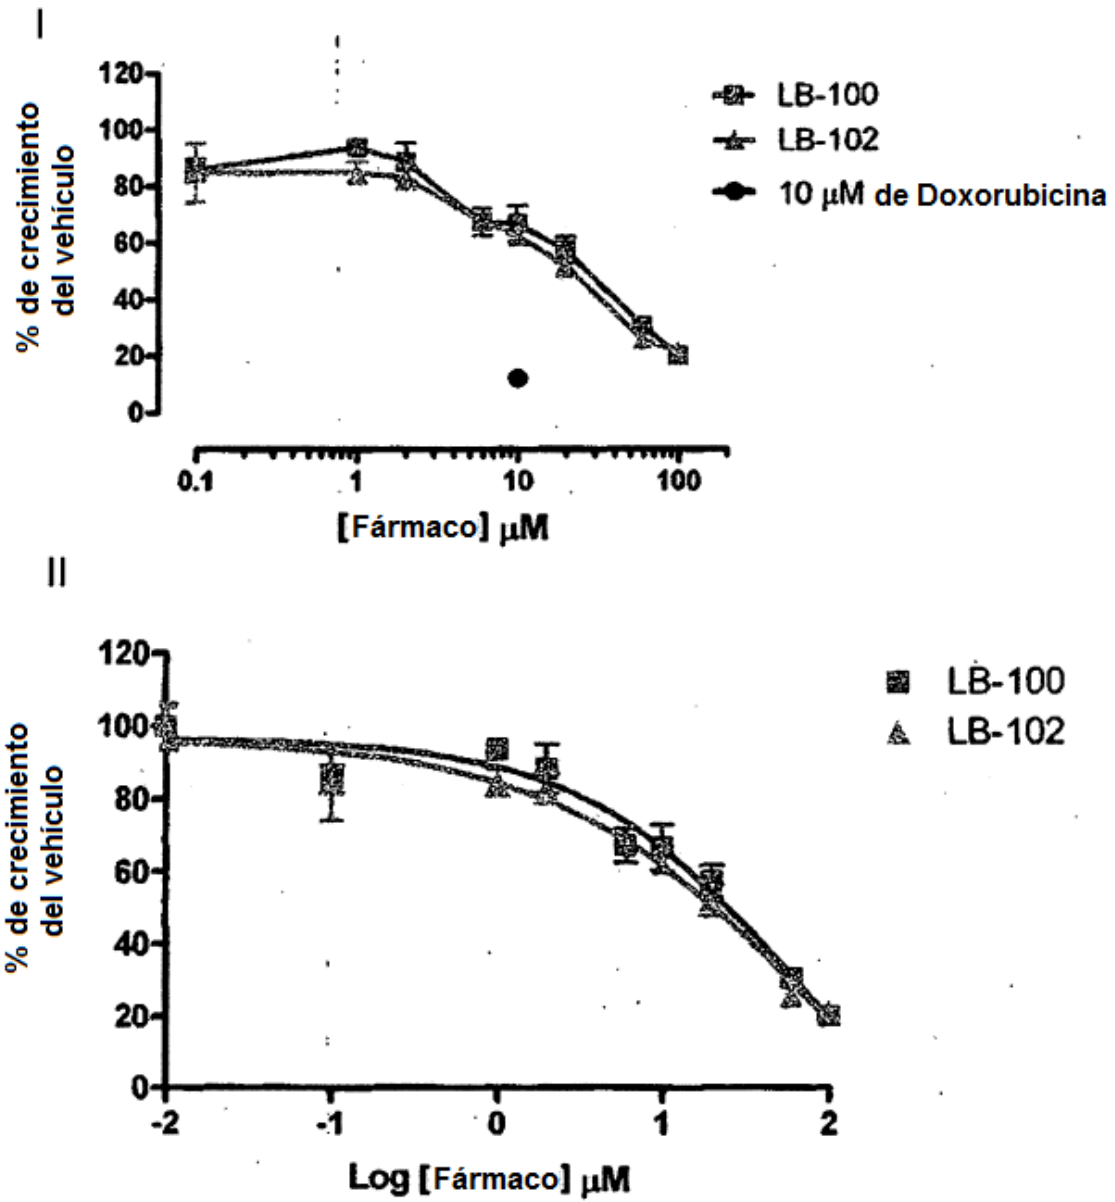 I
% de crecimiento
del vehículo
120
100
80
60
40
20
0
0.1
1
10
100
[Fármaco] μM
LB-100
LB-102
10 μM de Doxorubicina
II
% de crecimiento
del vehículo
120
100
80
60
40
20
0
-2
-1
0
1
2
Log [Fármaco] μM
LB-100
LB-102